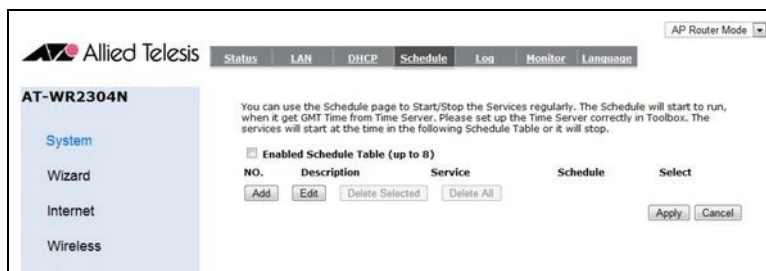 AP Router Mode
Allied Telesis
Status LAN DHCP Schedule Log Monitor Language
AT-WR2304N
System
Wizard
Internet
Wireless
You can use the Schedule page to Start/Stop the Services regularly. The Schedule will start to run,
when it get GMT Time from Time Server. Please set up the Time Server correctly in Toolbox. The
services will start at the time in the following Schedule Table or it will stop.
Enabled Schedule Table (up to 8)
NO. Description Service Schedule Select
Add Edit Delete Selected Delete All
Apply Cancel